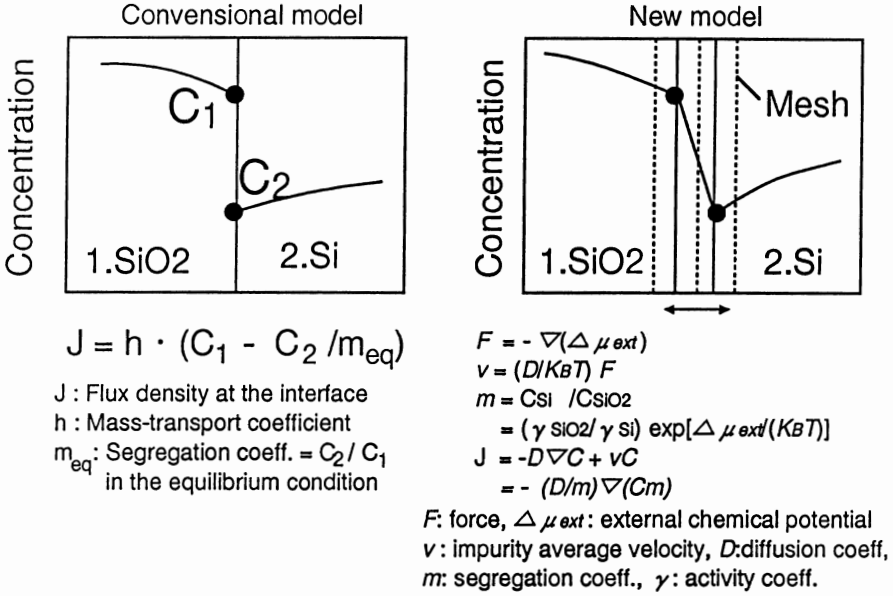 Convensional model
Concentration
C1
C2
1.SiO2
2.Si
J = h · (C1 - C2 /meq)
J : Flux density at the interface
h : Mass-transport coefficient
meq: Segregation coeff. = C2 / C1
in the equilibrium condition
New model
Concentration
Mesh
1.SiO2
2.Si
F = - ▽(△μext)
v = (D/KBT) F
m = CSi /CSiO2
= (γSiO2/γSi) exp[△μext/(KBT)]
J = -D▽C + vC
= - (D/m)▽(Cm)
F: force, △μext : external chemical potential
v : impurity average velocity, D:diffusion coeff,
m: segregation coeff., γ : activity coeff.